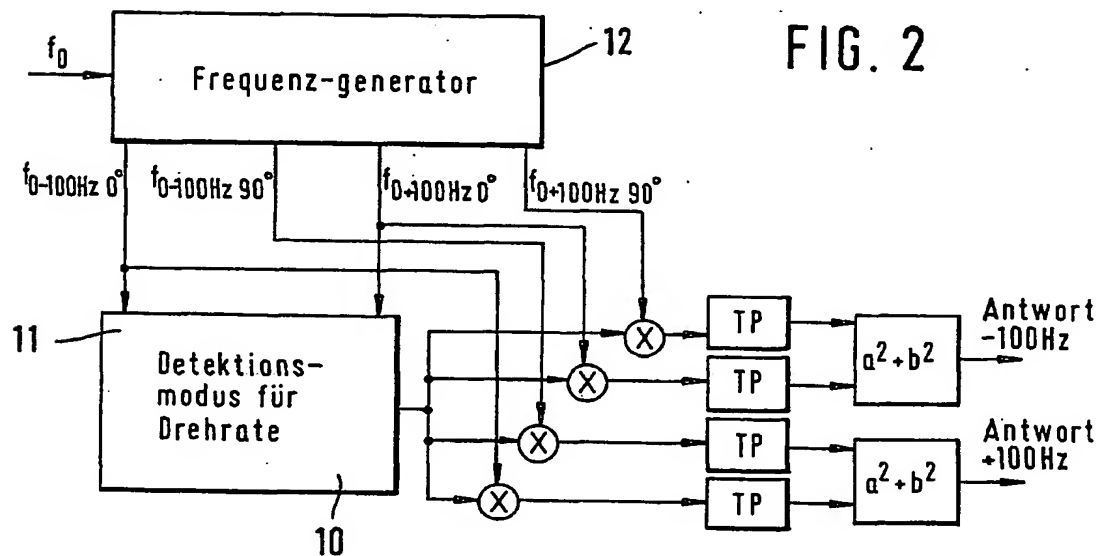 FIG. 2
f0
12
Frequenz-generator
f0-100Hz 0°
f0-100Hz 90°
f0+100Hz 0°
f0+100Hz 90°
11
Detektions-
modus für
Drehrate
10
X
X
X
X
TP
TP
TP
TP
a²+b²
a²+b²
Antwort
-100Hz
Antwort
+100Hz